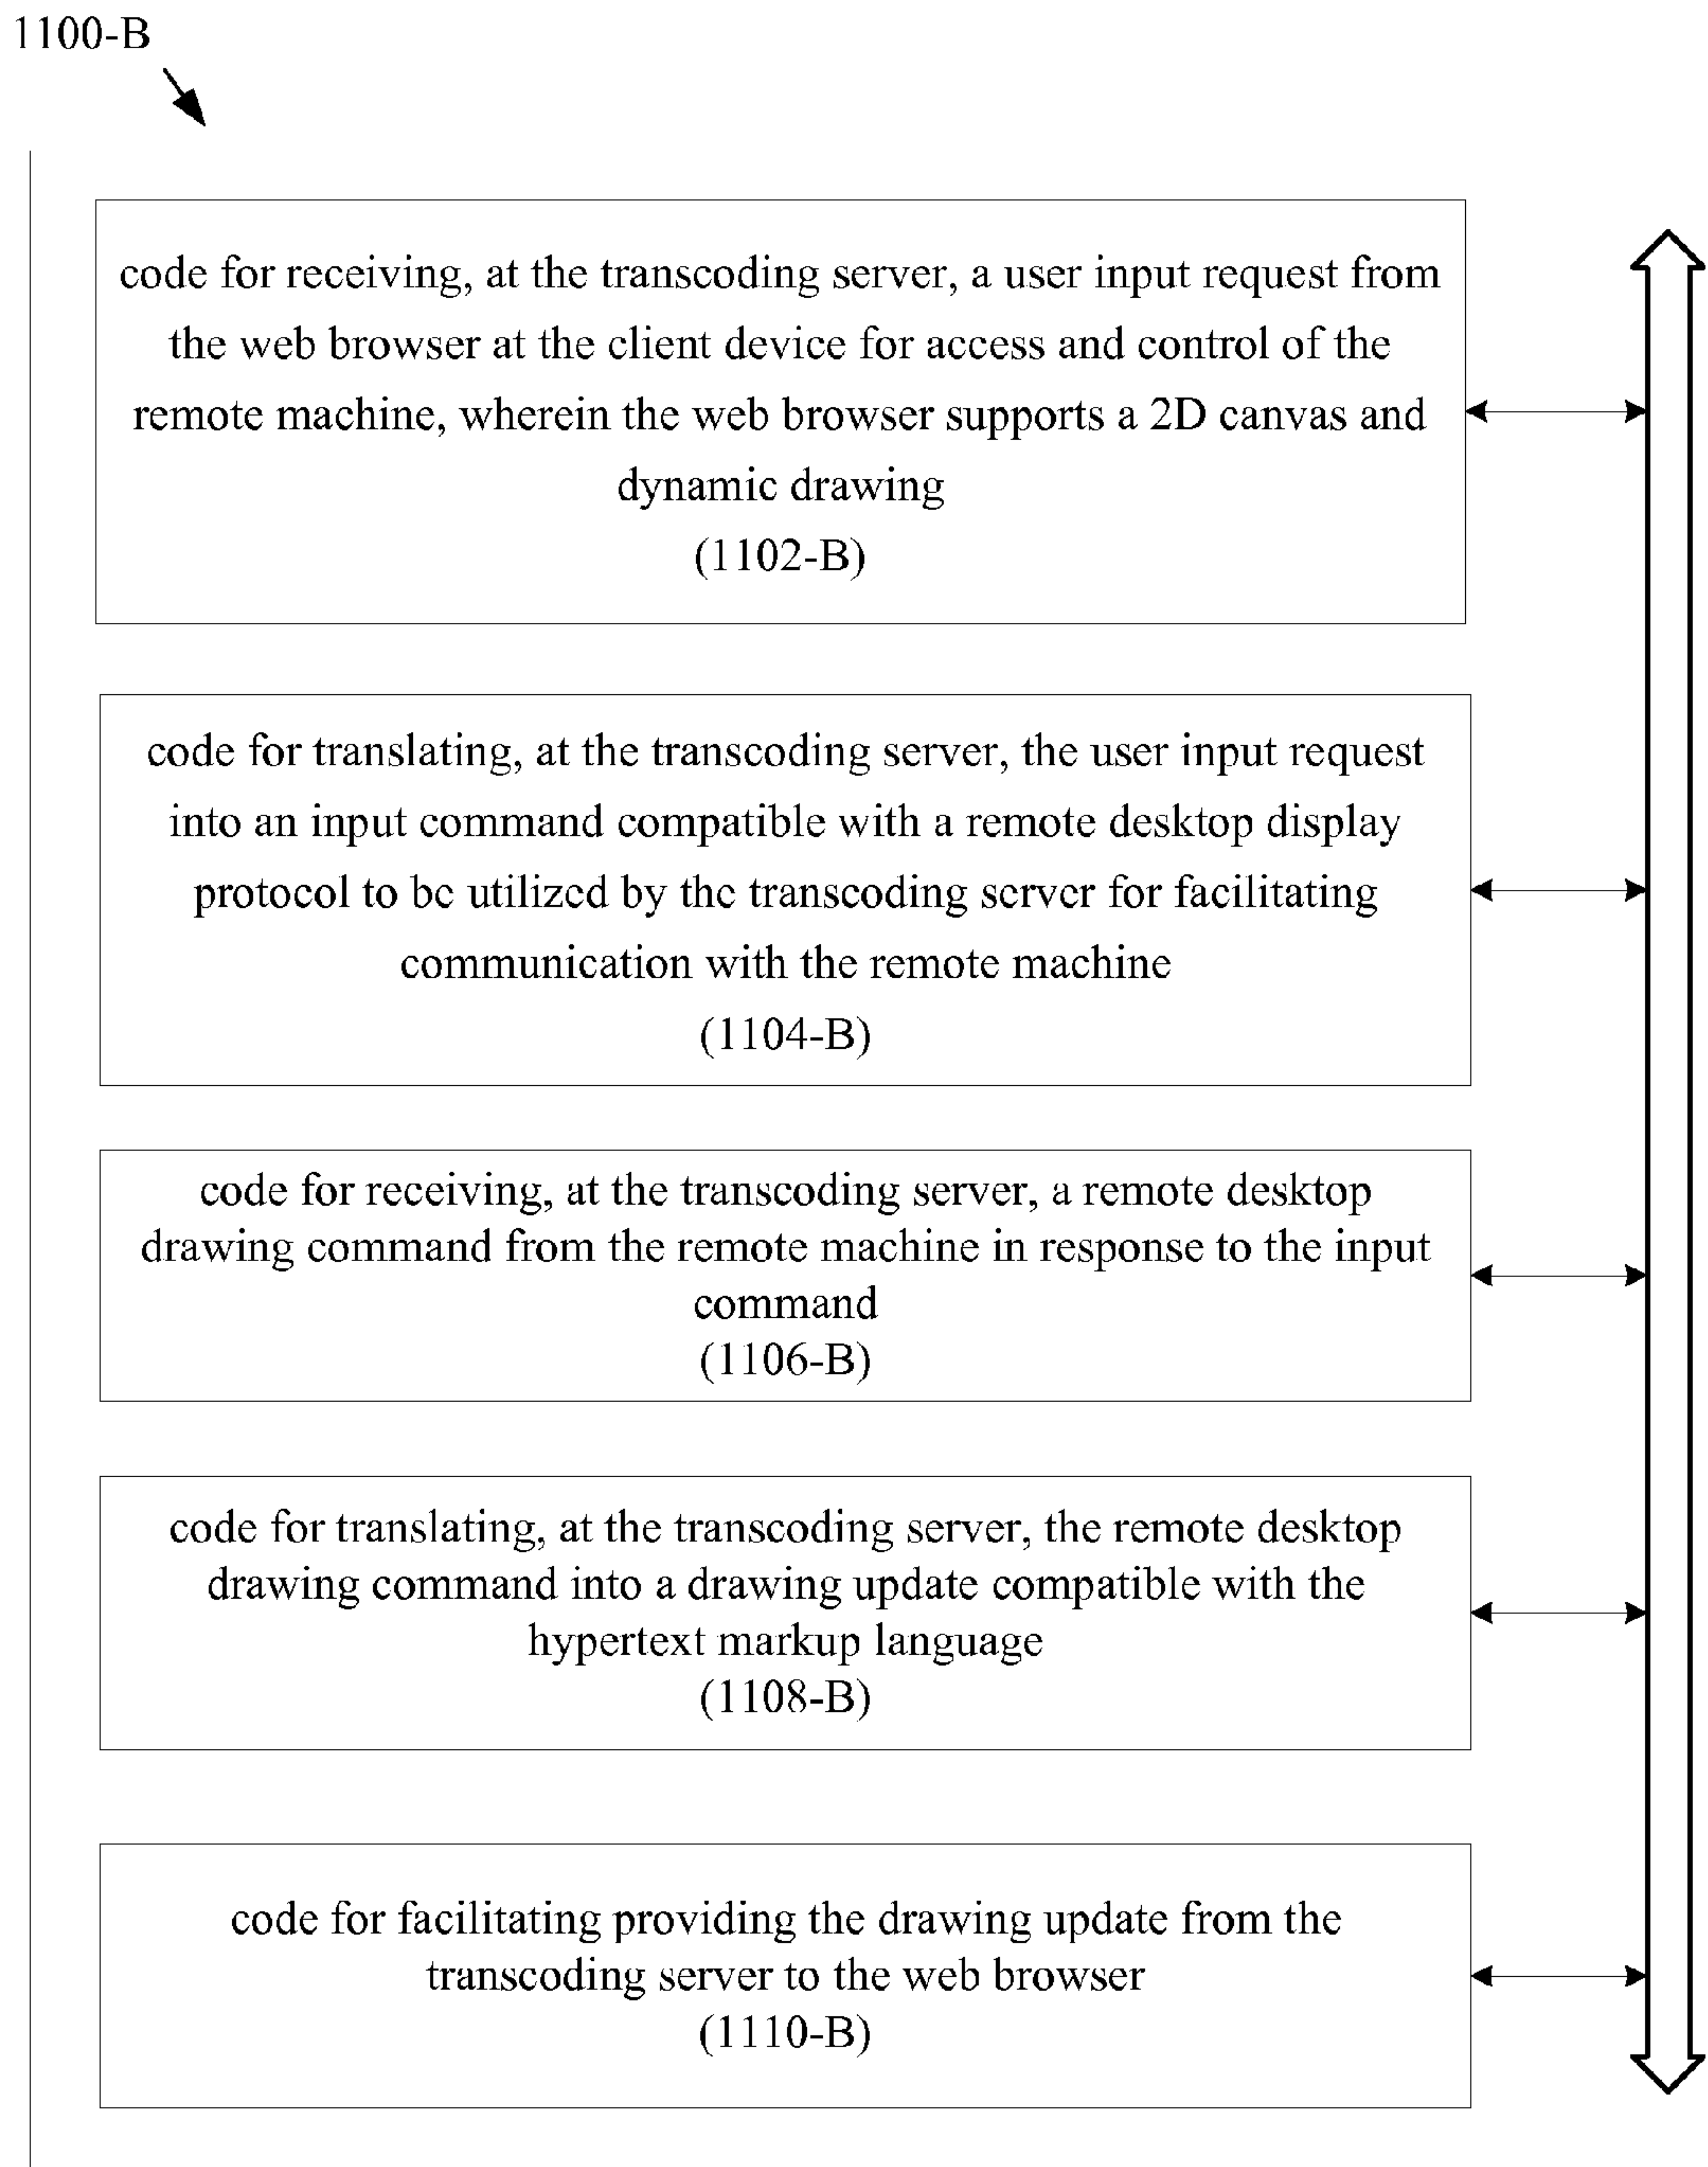 1100-B
code for receiving, at the transcoding server, a user input request from
the web browser at the client device for access and control of the
remote machine, wherein the web browser supports a 2D canvas and
dynamic drawing
(1102-B)
code for translating, at the transcoding server, the user input request
into an input command compatible with a remote desktop display
protocol to be utilized by the transcoding server for facilitating
communication with the remote machine
(1104-B)
code for receiving, at the transcoding server, a remote desktop
drawing command from the remote machine in response to the input
command
(1106-B)
code for translating, at the transcoding server, the remote desktop
drawing command into a drawing update compatible with the
hypertext markup language
(1108-B)
code for facilitating providing the drawing update from the
transcoding server to the web browser
(1110-B)